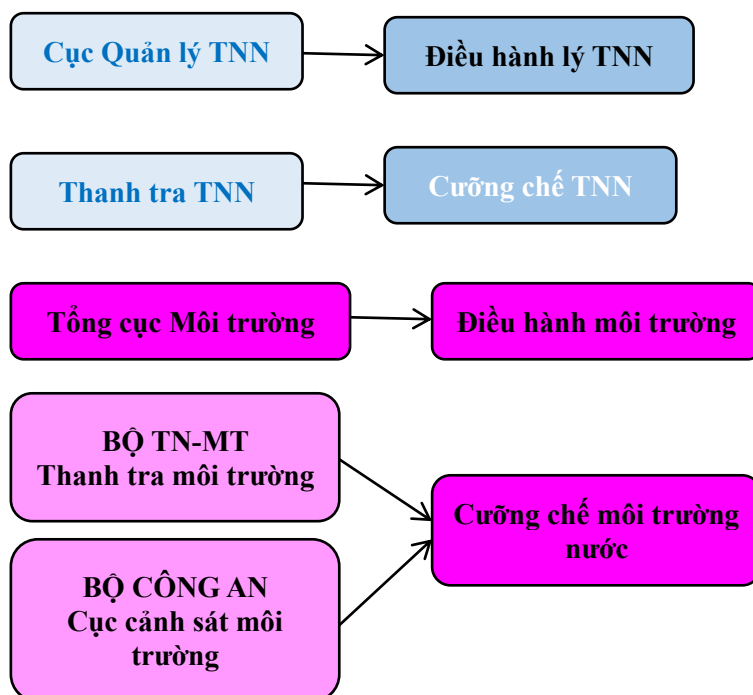 Cục Quản lý TNN
Điều hành lý TNN
Thanh tra TNN
Cưỡng chế TNN
Tổng cục Môi trường
Điều hành môi trường
BỘ TN-MT
Thanh tra môi trường
Cưỡng chế môi trường
nước
BỘ CÔNG AN
Cục cảnh sát môi
trường